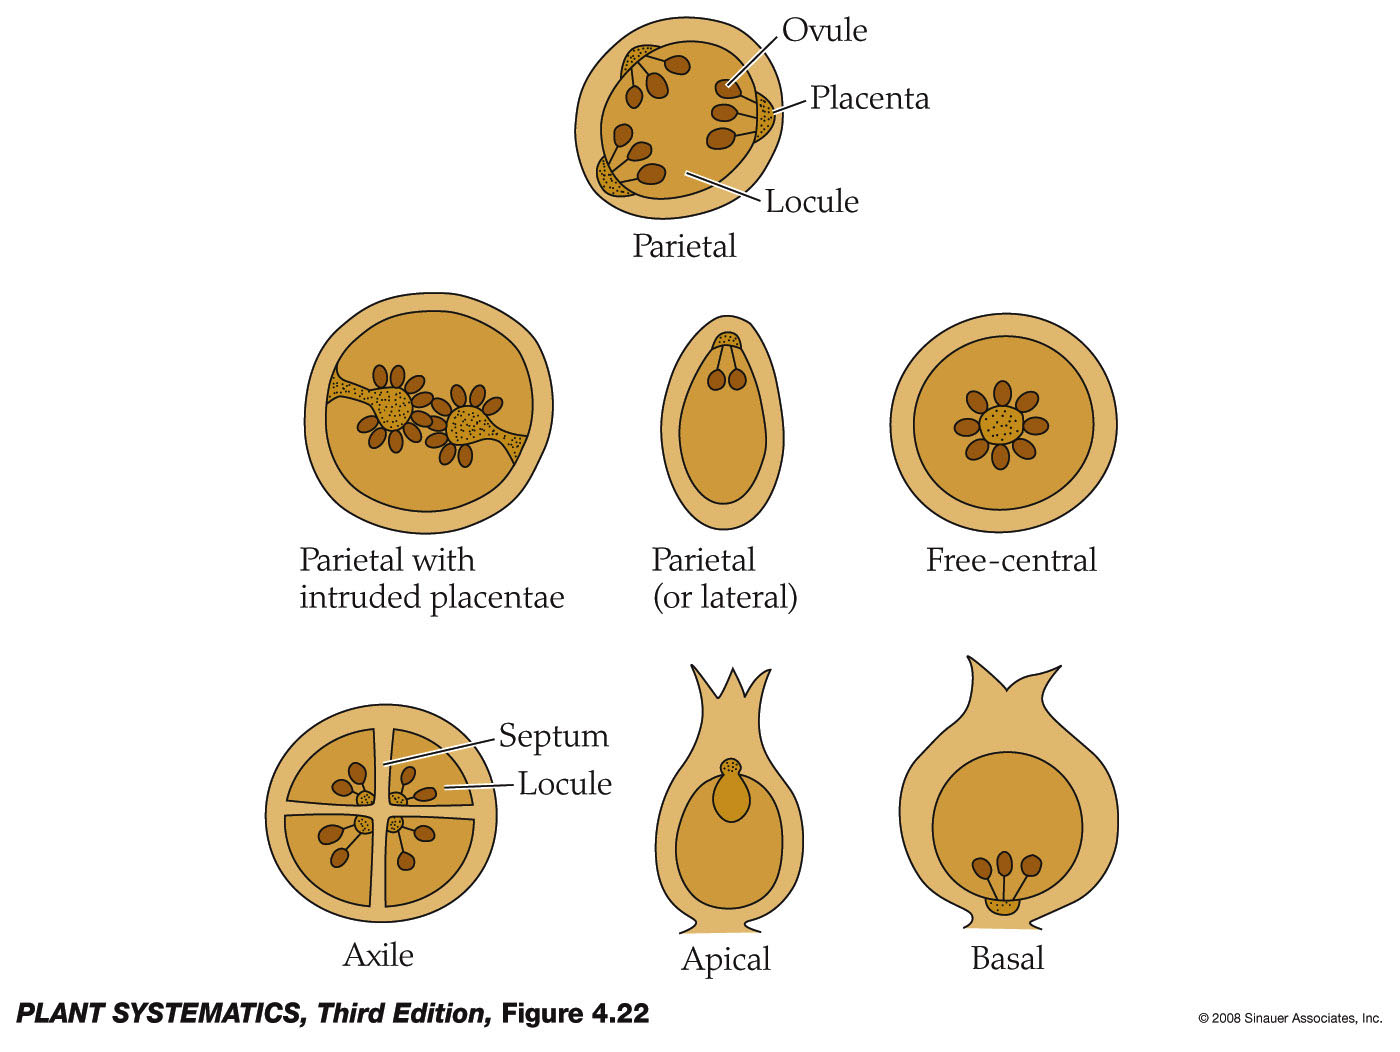 Ovule
Placenta
Locule
Parietal
Parietal with
intruded placentae
Parietal
(or lateral)
Free-central
Septum
Locule
Axile
Apical
Basal
PLANT SYSTEMATICS, Third Edition, Figure 4.22
© 2008 Sinauer Associates, Inc.